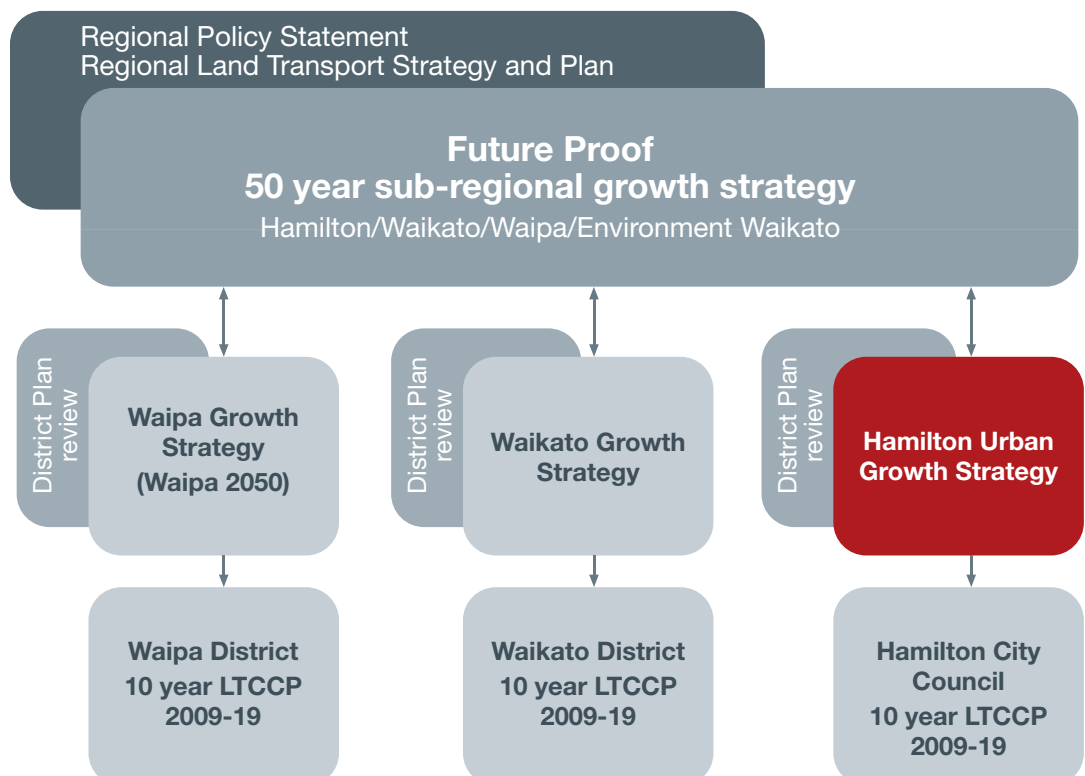 Regional Policy Statement
Regional Land Transport Strategy and Plan
Future Proof
50 year sub-regional growth strategy
Hamilton/Waikato/Waipa/Environment Waikato
District Plan
review
Waipa Growth
Strategy
(Waipa 2050)
District Plan
review
Waikato Growth
Strategy
District Plan
review
Hamilton Urban
Growth Strategy
Waipa District
10 year LTCCP
2009-19
Waikato District
10 year LTCCP
2009-19
Hamilton City
Council
10 year LTCCP
2009-19